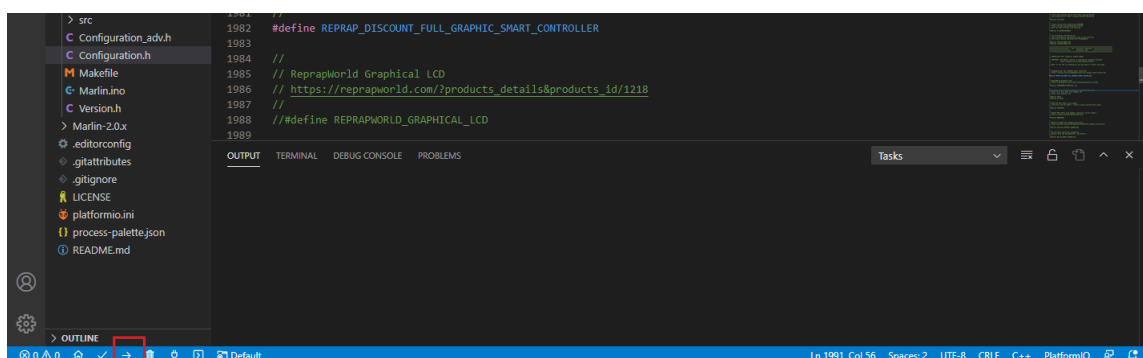 > src
C Configuration_adv.h
C Configuration.h
M Makefile
G· Marlin.ino
C Version.h
> Marlin-2.0.x
.editorconfig
.gitattributes
.gitignore
LICENSE
platformio.ini
{} process-palette.json
README.md
> OUTLINE
1981 //
1982 #define REPRAP_DISCOUNT_FULL_GRAPHIC_SMART_CONTROLLER
1983
1984 //
1985 // ReprapWorld Graphical LCD
1986 // https://reprapworld.com/?products_details&products_id/1218
1987 //
1988 //#define REPRAPWORLD_GRAPHICAL_LCD
1989
OUTPUT TERMINAL DEBUG CONSOLE PROBLEMS Tasks
0 0 Default Ln 1991, Col 56 Spaces: 2 UTF-8 CRLF C++ PlatformIO